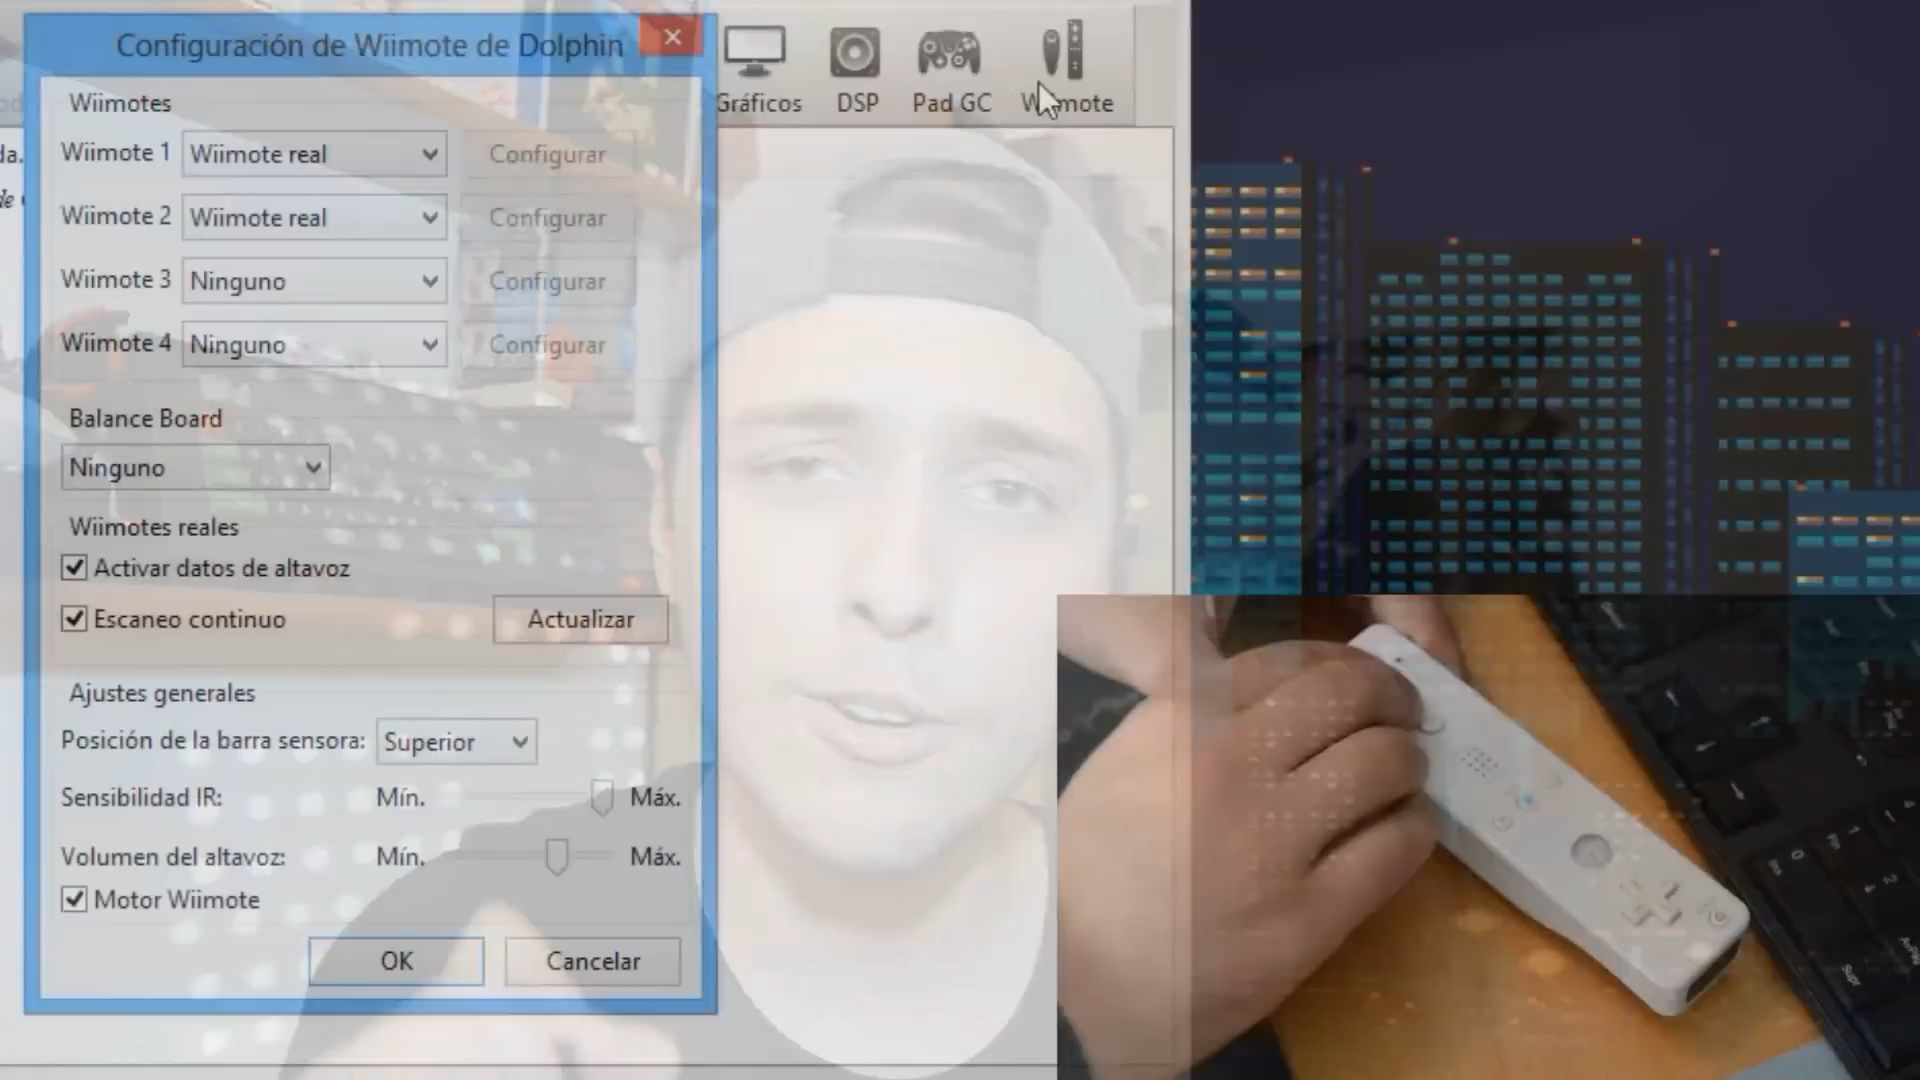 Configuración de Wiimote de Dolphin
Gráficos
DSP
Pad GC
Wiimote
Wiimotes
Wiimote 1
Wiimote real
Configurar
Wiimote 2
Wiimote real
Configurar
Wiimote 3
Ninguno
Configurar
Wiimote 4
Ninguno
Configurar
Balance Board
Ninguno
Wiimotes reales
Activar datos de altavoz
Escaneo continuo
Actualizar
Ajustes generales
Posición de la barra sensora:
Superior
Sensibilidad IR:
Mín.
Máx.
Volumen del altavoz:
Mín.
Máx.
Motor Wiimote
OK
Cancelar
da.
de